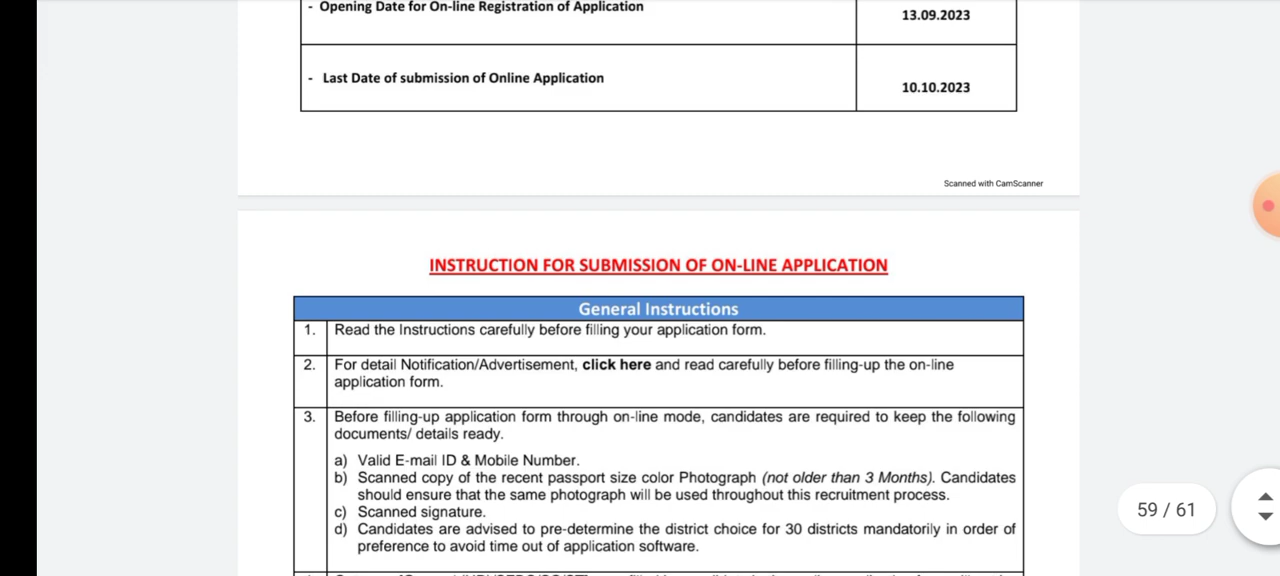 - Opening Date for On-line Registration of Application
13.09.2023
- Last Date of submission of Online Application
10.10.2023
Scanned with CamScanner
INSTRUCTION FOR SUBMISSION OF ON-LINE APPLICATION
General Instructions
1. Read the Instructions carefully before filling your application form.
2. For detail Notification/Advertisement, click here and read carefully before filling-up the on-line
application form.
3. Before filling-up application form through on-line mode, candidates are required to keep the following
documents/ details ready.
a) Valid E-mail ID & Mobile Number.
b) Scanned copy of the recent passport size color Photograph (not older than 3 Months). Candidates
should ensure that the same photograph will be used throughout this recruitment process.
c) Scanned signature.
d) Candidates are advised to pre-determine the district choice for 30 districts mandatorily in order of
preference to avoid time out of application software.
59 / 61